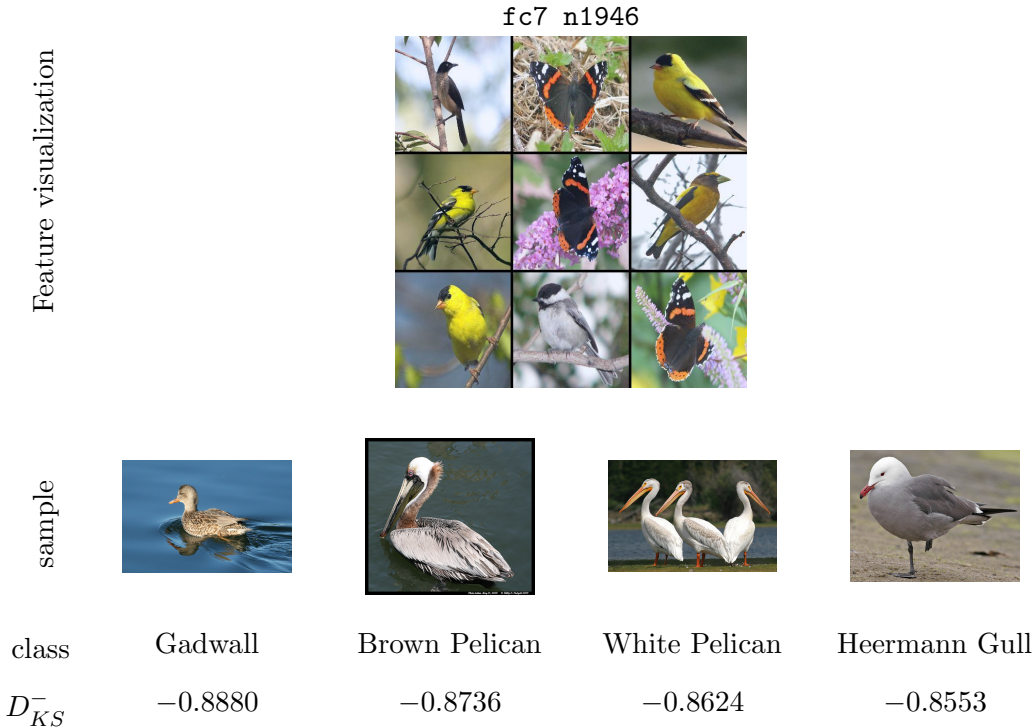 fc7 n1946
Feature visualization
sample
class Gadwall Brown Pelican White Pelican Heermann Gull
D⁻_KS −0.8880 −0.8736 −0.8624 −0.8553